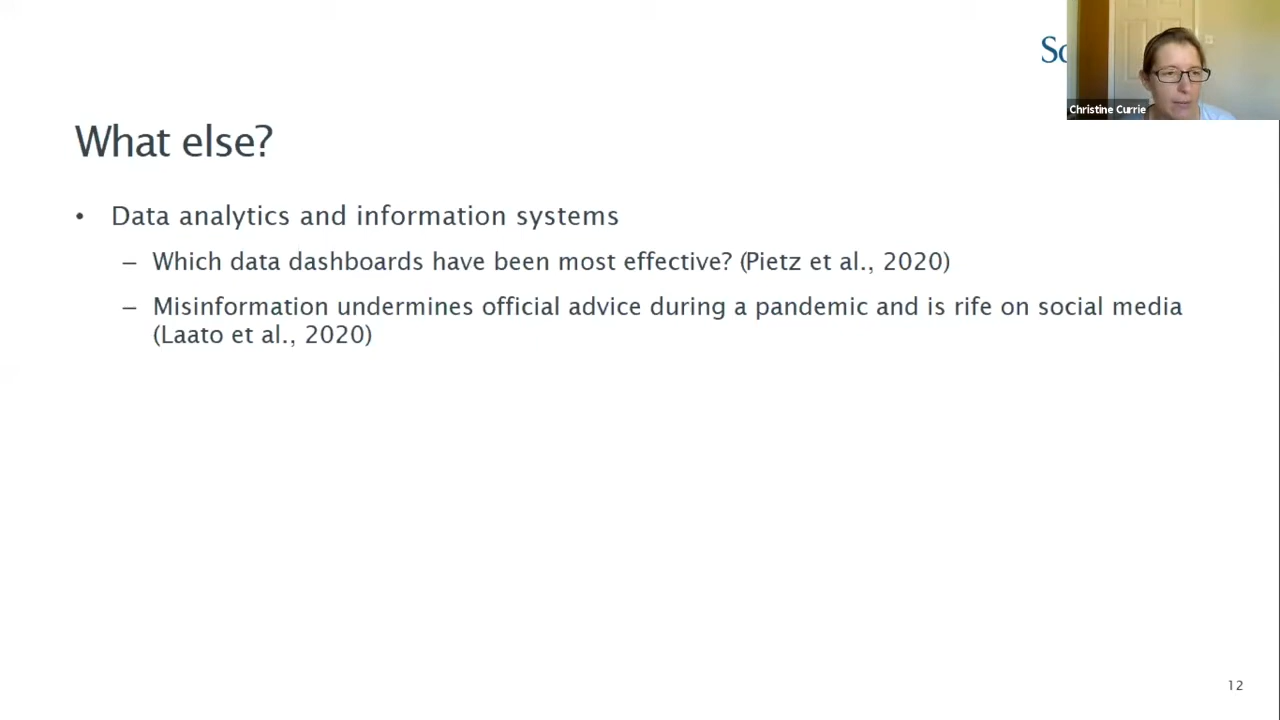 Christine Currie
What else?
• Data analytics and information systems
– Which data dashboards have been most effective? (Pietz et al., 2020)
– Misinformation undermines official advice during a pandemic and is rife on social media
(Laato et al., 2020)
12